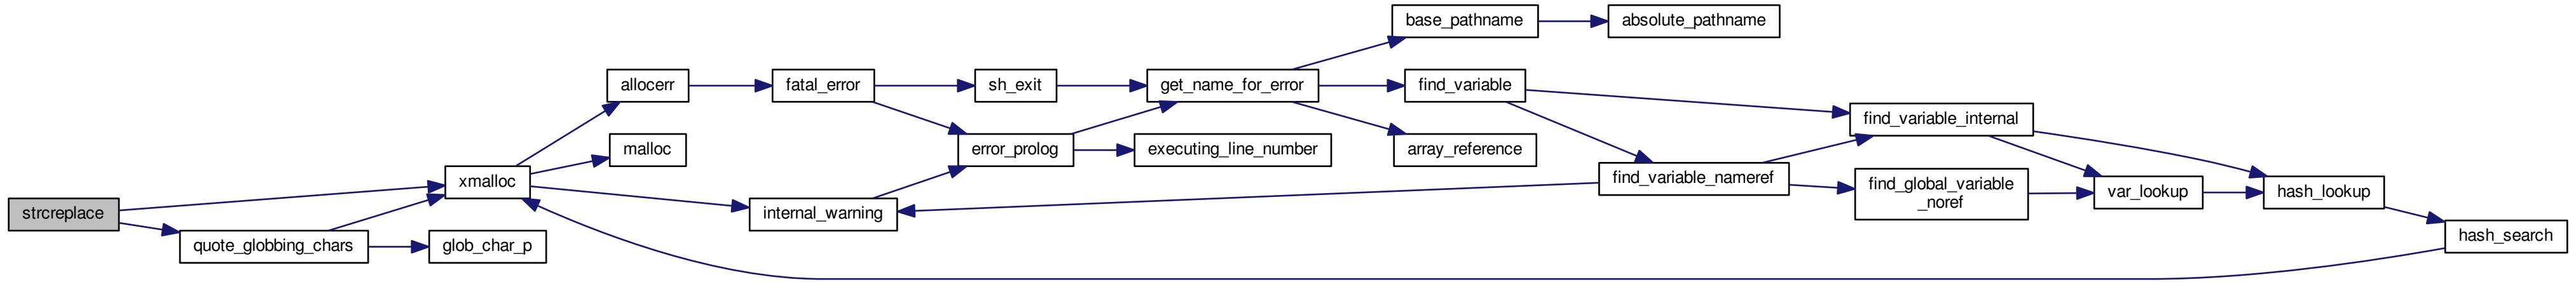 strcreplace
quote_globbing_chars
xmalloc
glob_char_p
allocerr
malloc
internal_warning
fatal_error
sh_exit
error_prolog
get_name_for_error
executing_line_number
base_pathname
find_variable
array_reference
absolute_pathname
find_variable_nameref
find_variable_internal
find_global_variable
_noref
var_lookup
hash_lookup
hash_search